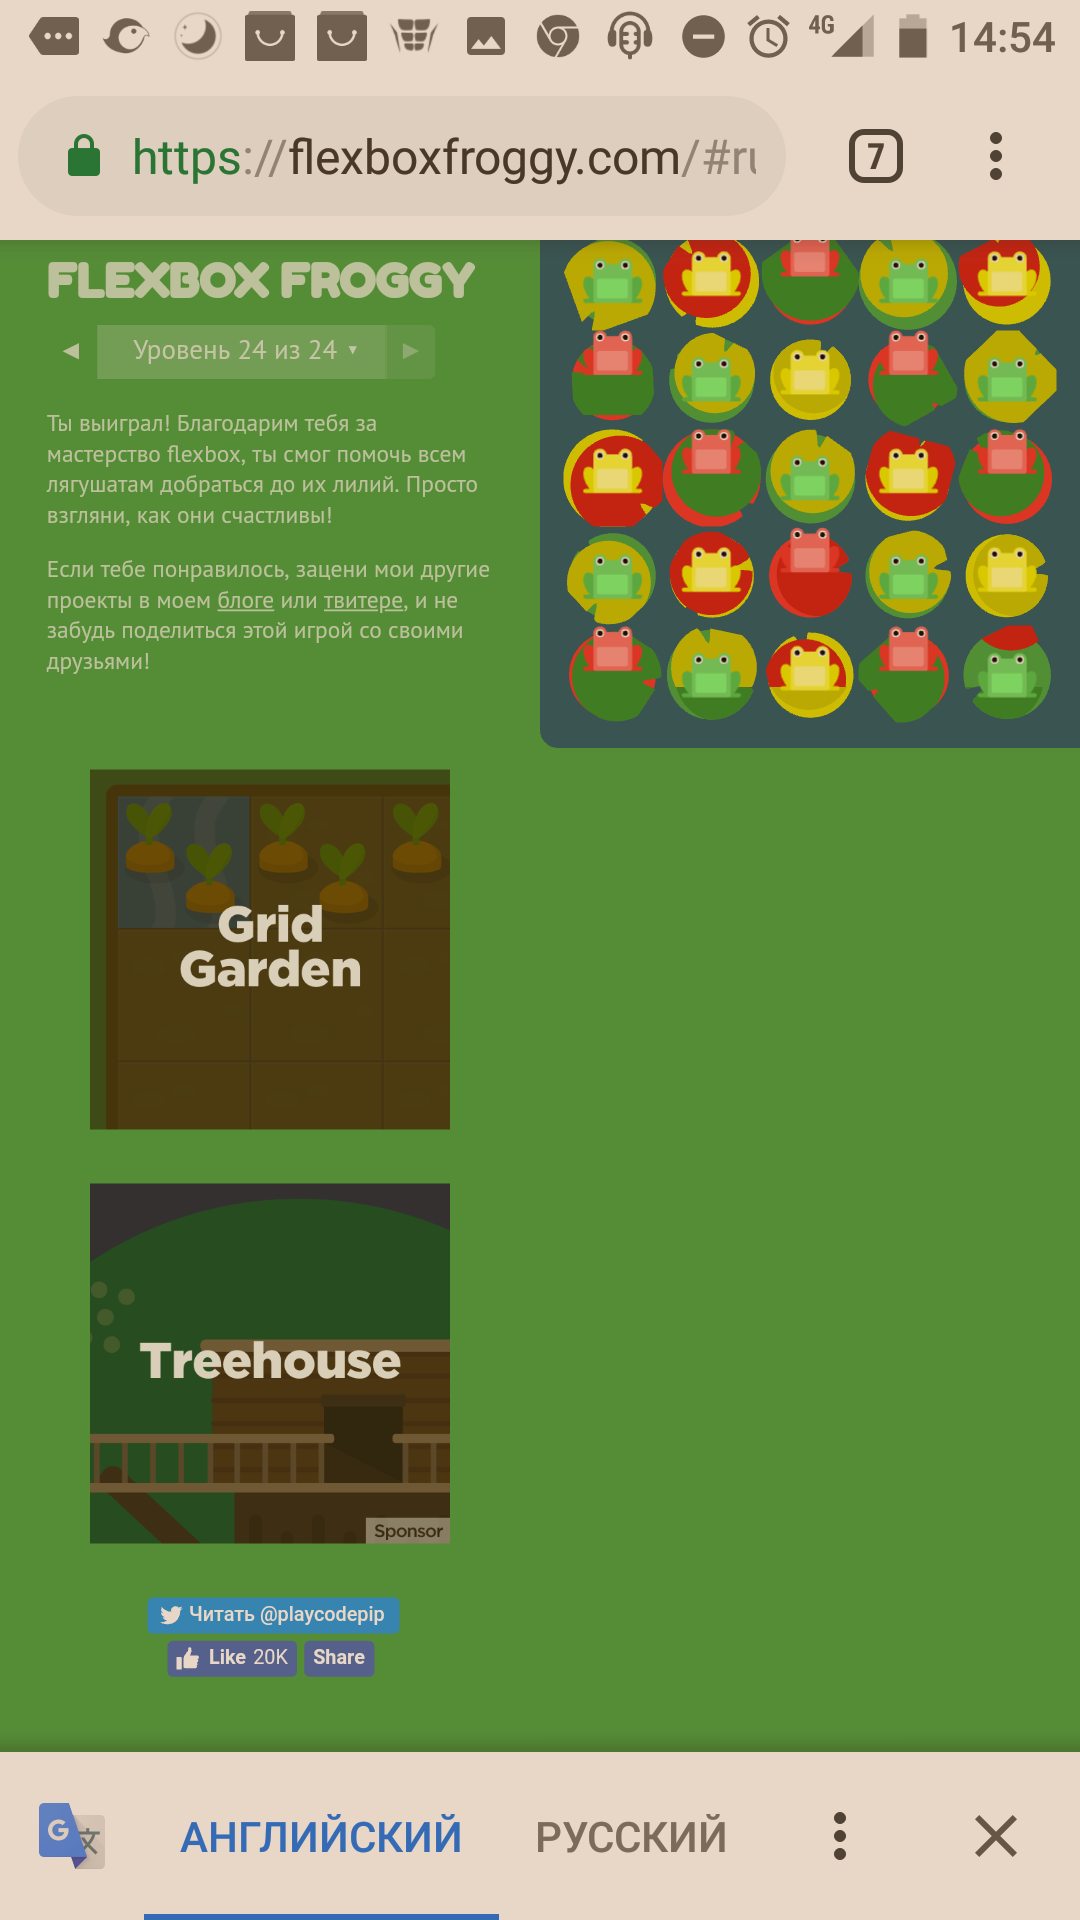 4G 14:54
https://flexboxfroggy.com/#ru
7
FLEXBOX FROGGY
◀ Уровень 24 из 24 ▾ ▶
Ты выиграл! Благодарим тебя за
мастерство flexbox, ты смог помочь всем
лягушатам добраться до их лилий. Просто
взгляни, как они счастливы!
Если тебе понравилось, зацени мои другие
проекты в моем блоге или твитере, и не
забудь поделиться этой игрой со своими
друзьями!
Grid
Garden
Treehouse
Sponsor
Читать @playcodepip
Like 20K Share
G 文 АНГЛИЙСКИЙ РУССКИЙ